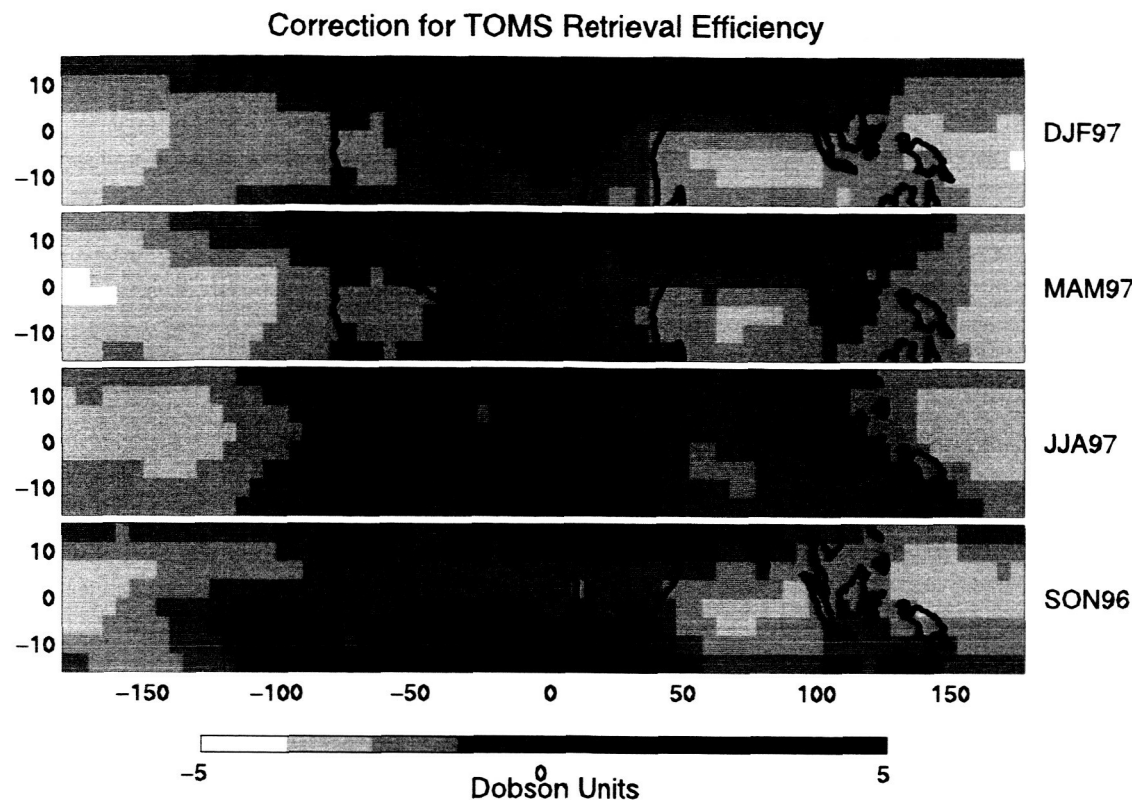 Correction for TOMS Retrieval Efficiency
10
0
−10
DJF97
10
0
−10
MAM97
10
0
−10
JJA97
10
0
−10
SON96
−150 −100 −50 0 50 100 150
−5 0 5
Dobson Units